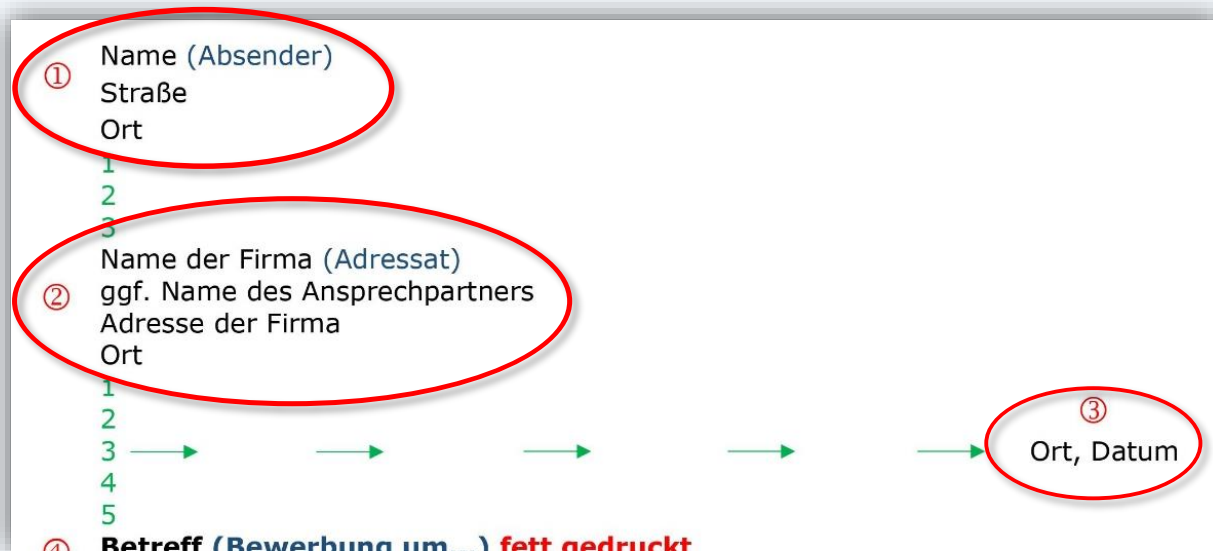 ① Name (Absender)
Straße
Ort
1
2
3
Name der Firma (Adressat)
② ggf. Name des Ansprechpartners
Adresse der Firma
Ort
1
2
③
3 Ort, Datum
4
5
④ Betreff (Bewerbung um...) fett gedruckt